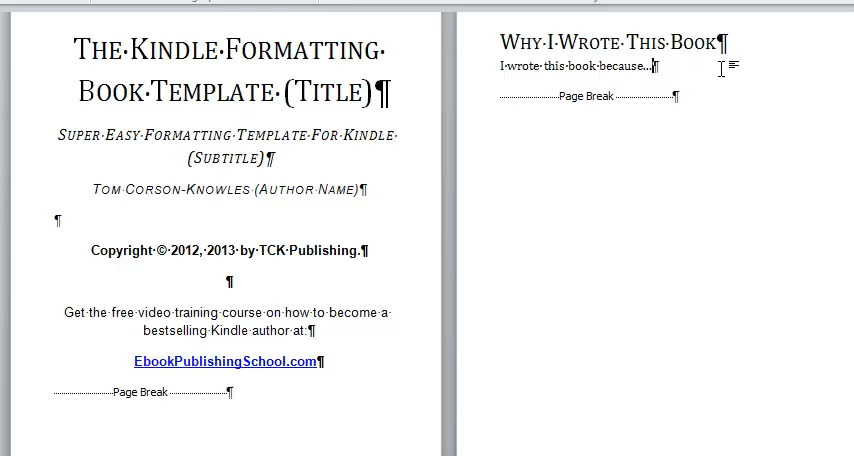 The Kindle Formatting
Book Template (Title)¶
Super Easy Formatting Template For Kindle
(Subtitle)¶
Tom Corson-Knowles (Author Name)¶
¶
Copyright © 2012, 2013 by TCK Publishing.¶
¶
Get the free video training course on how to become a
bestselling Kindle author at:¶
EbookPublishingSchool.com¶
Page Break ¶
Why I Wrote This Book¶
I wrote this book because...¶
Page Break ¶